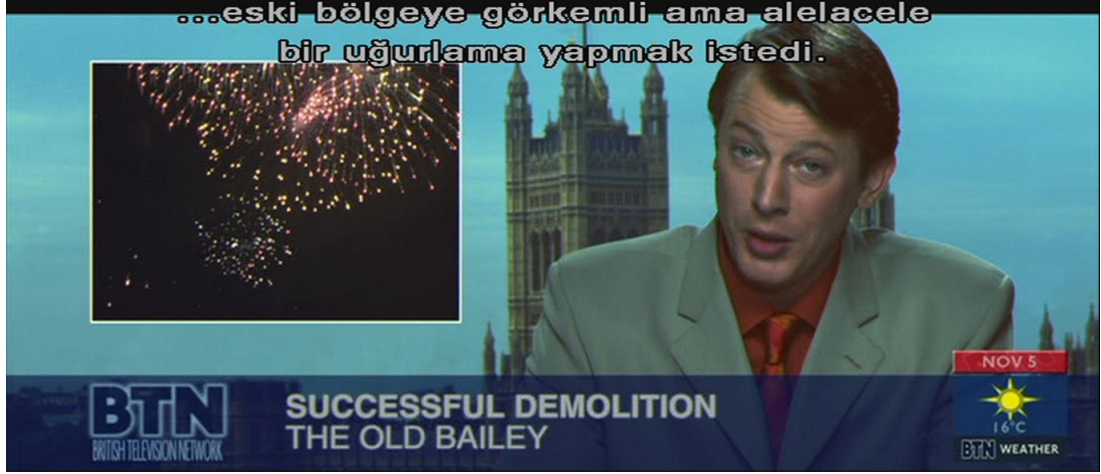 ...eski bölgeye görkemli ama alelacele
bir uğurlama yapmak istedi.
BTN
BRITISH TELEVISION NETWORK
SUCCESSFUL DEMOLITION
THE OLD BAILEY
NOV 5
16°C
BTN WEATHER